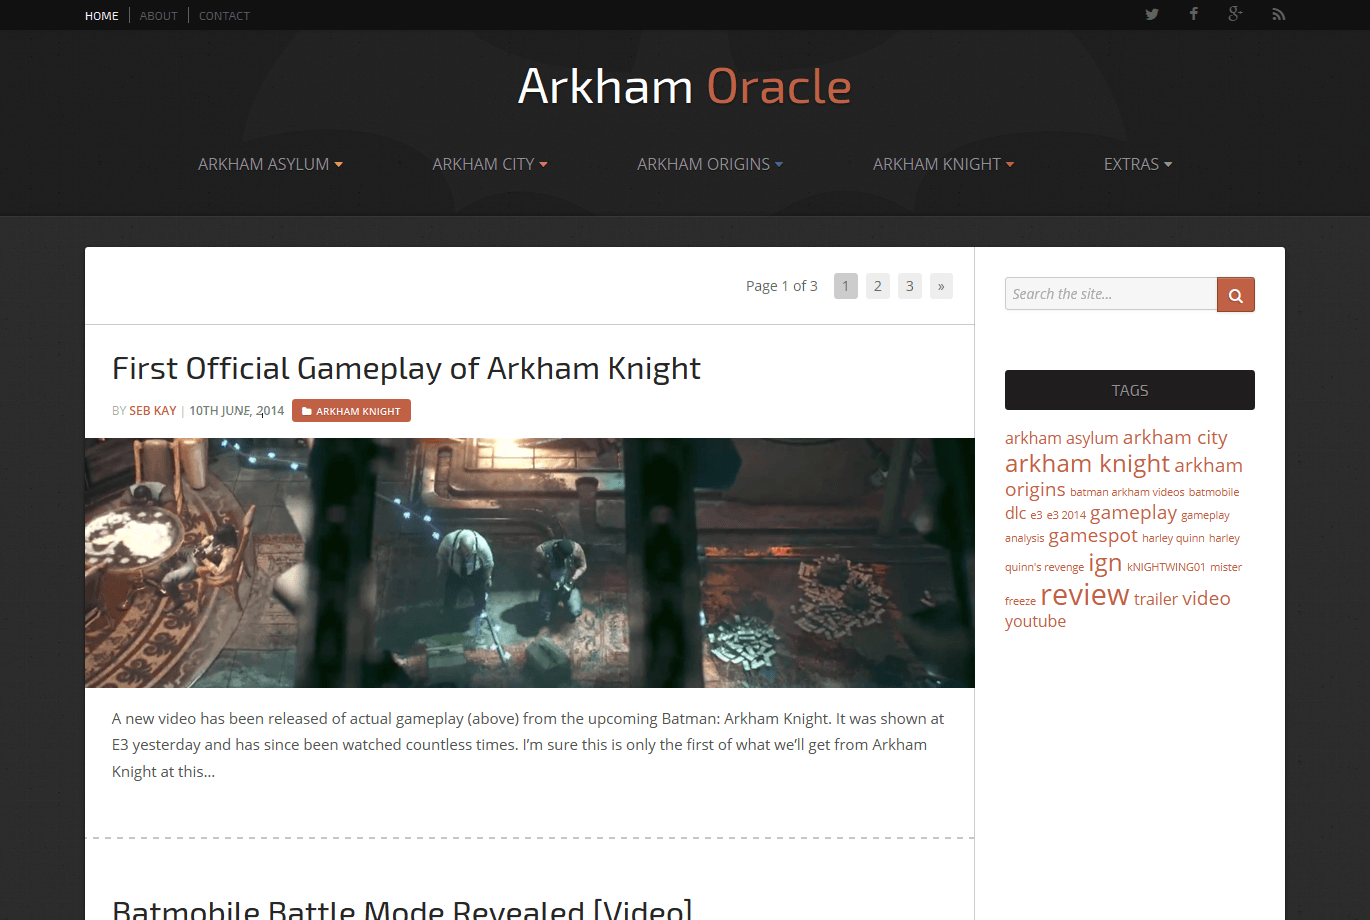 HOME ABOUT CONTACT
Arkham Oracle
ARKHAM ASYLUM ARKHAM CITY ARKHAM ORIGINS ARKHAM KNIGHT EXTRAS
Page 1 of 3 1 2 3 »
First Official Gameplay of Arkham Knight
BY SEB KAY | 10TH JUNE, 2014 ARKHAM KNIGHT
A new video has been released of actual gameplay (above) from the upcoming Batman: Arkham Knight. It was shown at
E3 yesterday and has since been watched countless times. I’m sure this is only the first of what we’ll get from Arkham
Knight at this...
Batmobile Battle Mode Revealed [Video]
Search the site...
TAGS
arkham asylum arkham city
arkham knight arkham
origins batman arkham videos batmobile
dlc e3 e3 2014 gameplay gameplay
analysis gamespot harley quinn harley
quinn's revenge ign kNIGHTWING01 mister
freeze review trailer video
youtube